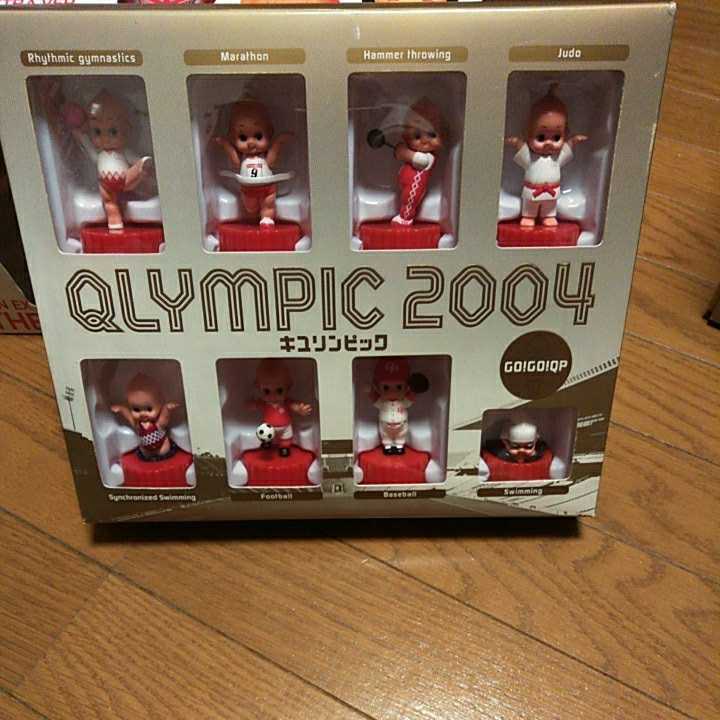 Rhythmic gymnastics
Marathon
Hammer throwing
Judo
9
QLYMPIC 2004
キユリンピック
GO!GO!QP
Synchronized Swimming
Football
Baseball
Swimming